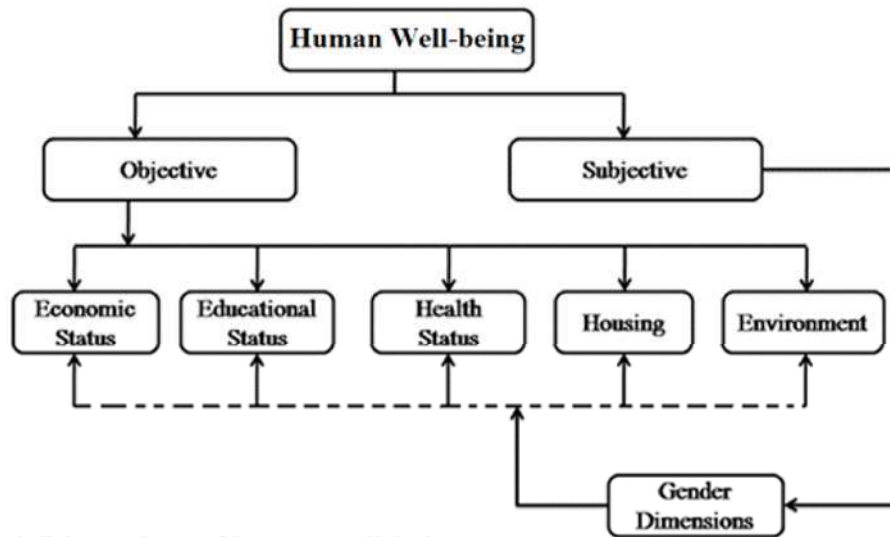 Human Well-being
Objective
Subjective
Economic
Status
Educational
Status
Health
Status
Housing
Environment
Gender
Dimensions